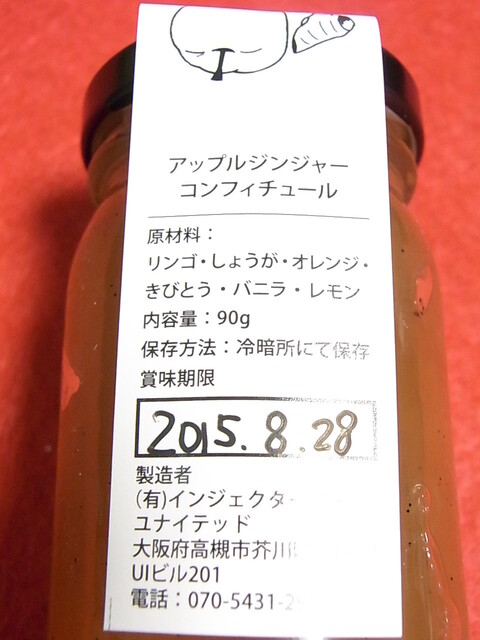 アップルジンジャー
コンフィチュール
原材料：
リンゴ・しょうが・オレンジ・
きびとう・バニラ・レモン
内容量：90g
保存方法：冷暗所にて保存
賞味期限
2015.8.28
製造者
(有)インジェクター
ユナイテッド
大阪府高槻市芥川
UIビル201
電話：070-5431-2